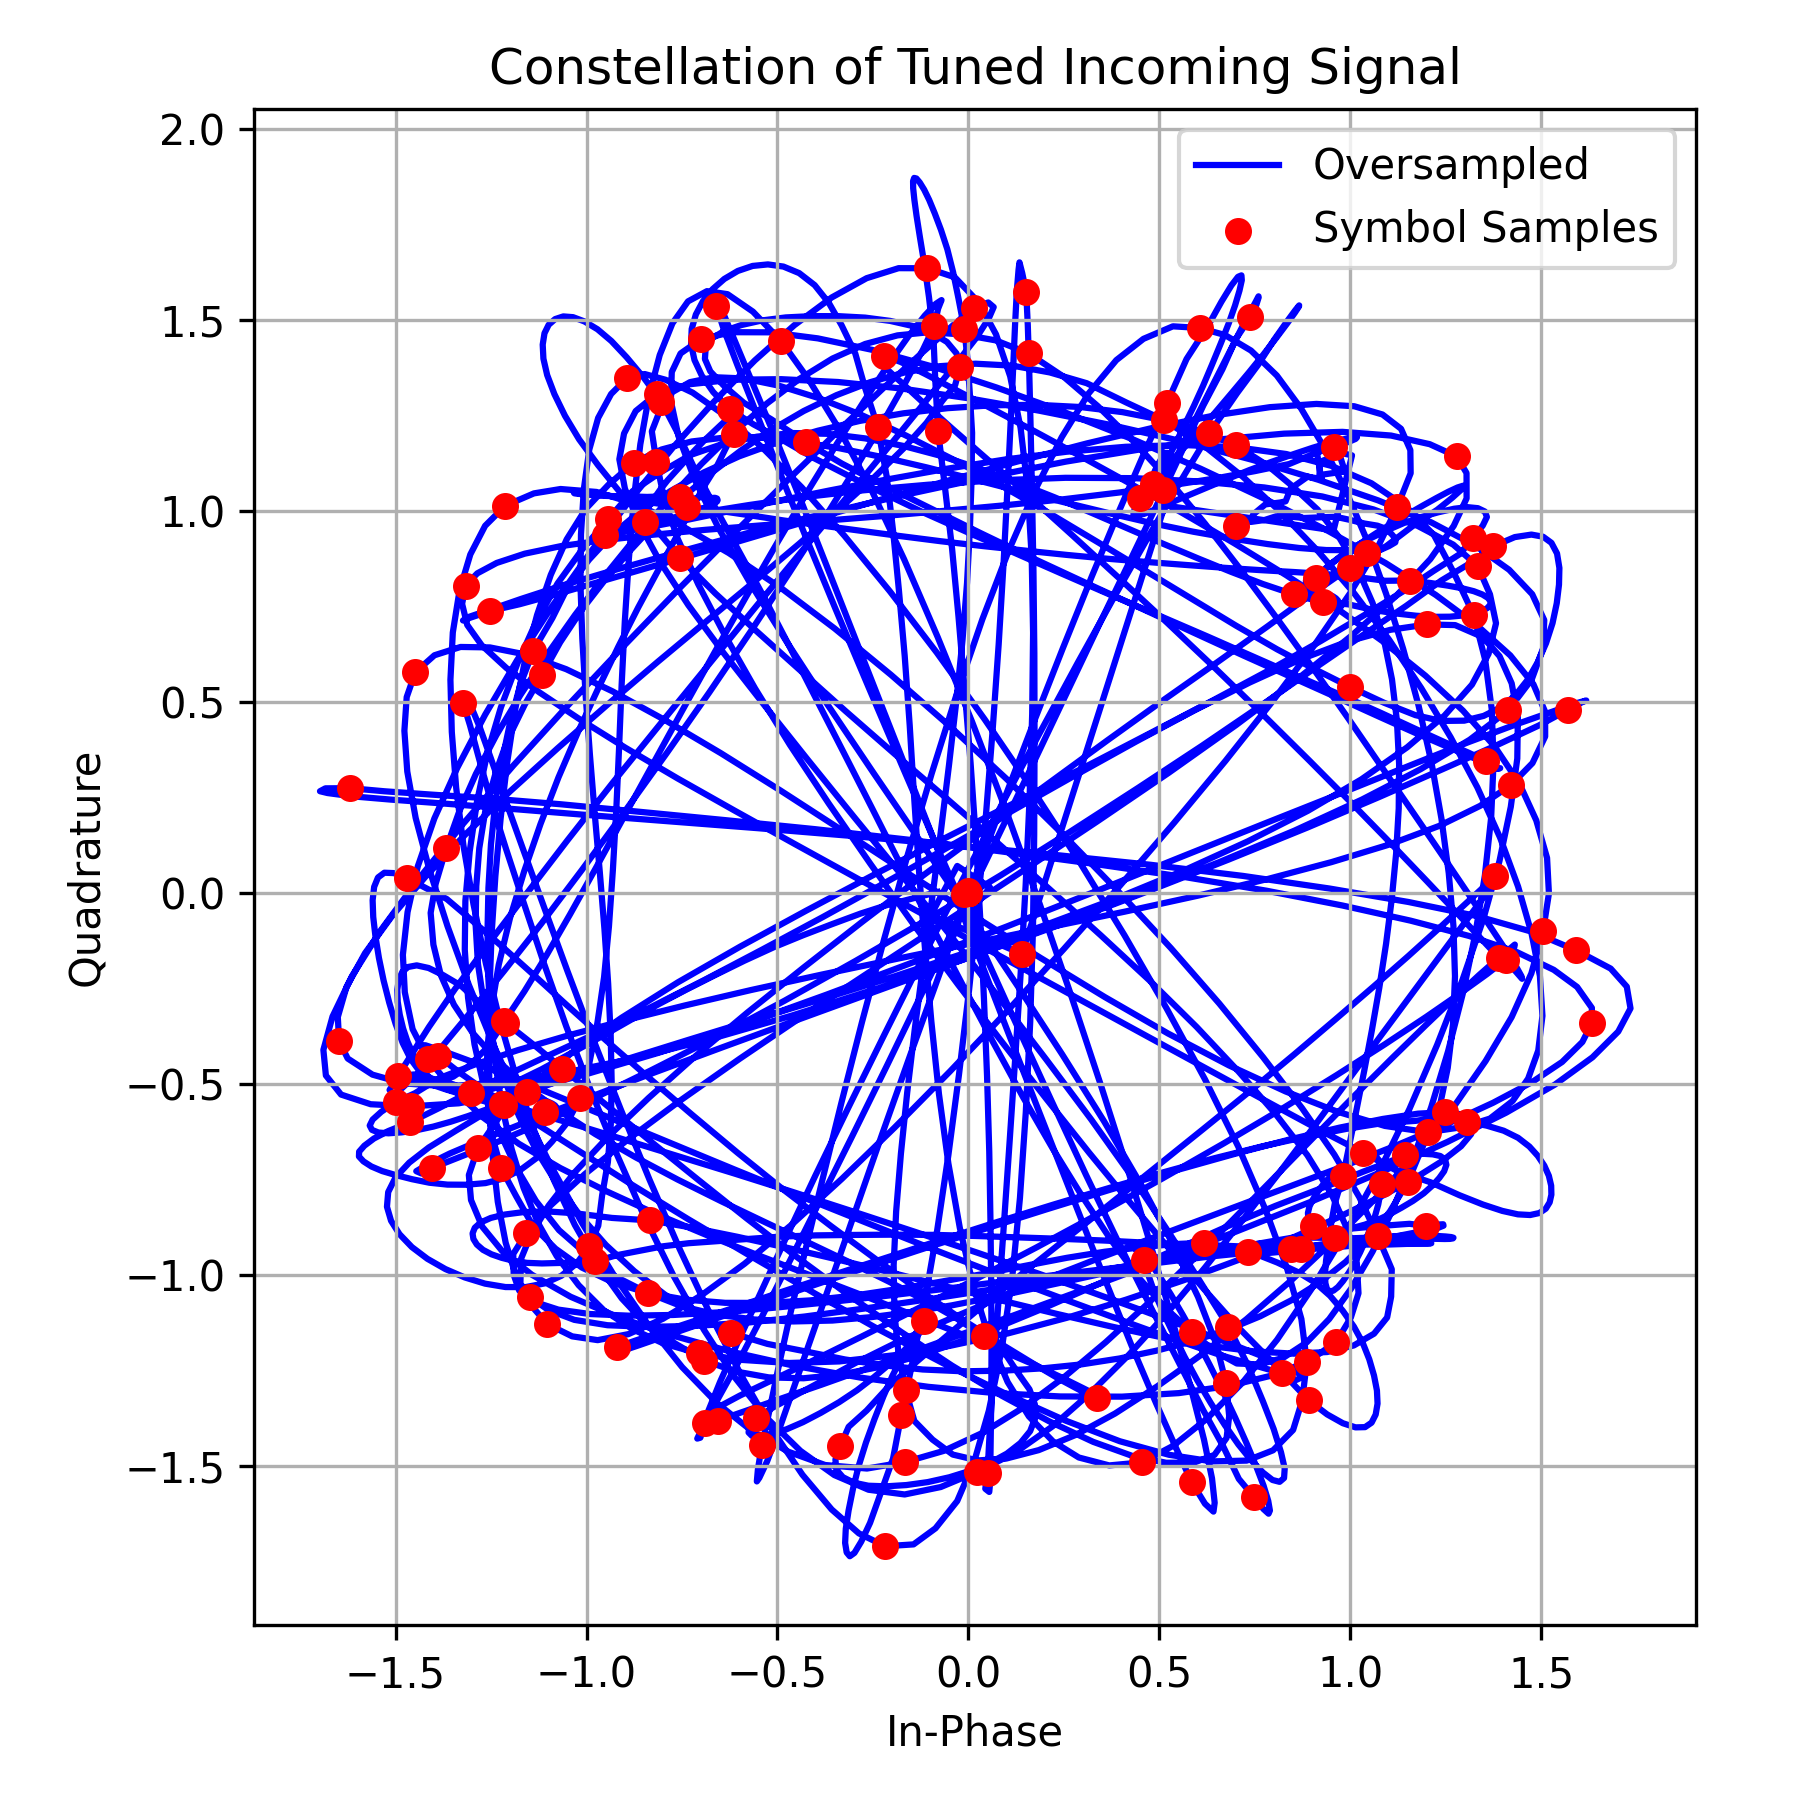 Constellation of Tuned Incoming Signal
Oversampled
Symbol Samples
2.0
1.5
1.0
0.5
0.0
−0.5
−1.0
−1.5
Quadrature
−1.5 −1.0 −0.5 0.0 0.5 1.0 1.5
In-Phase